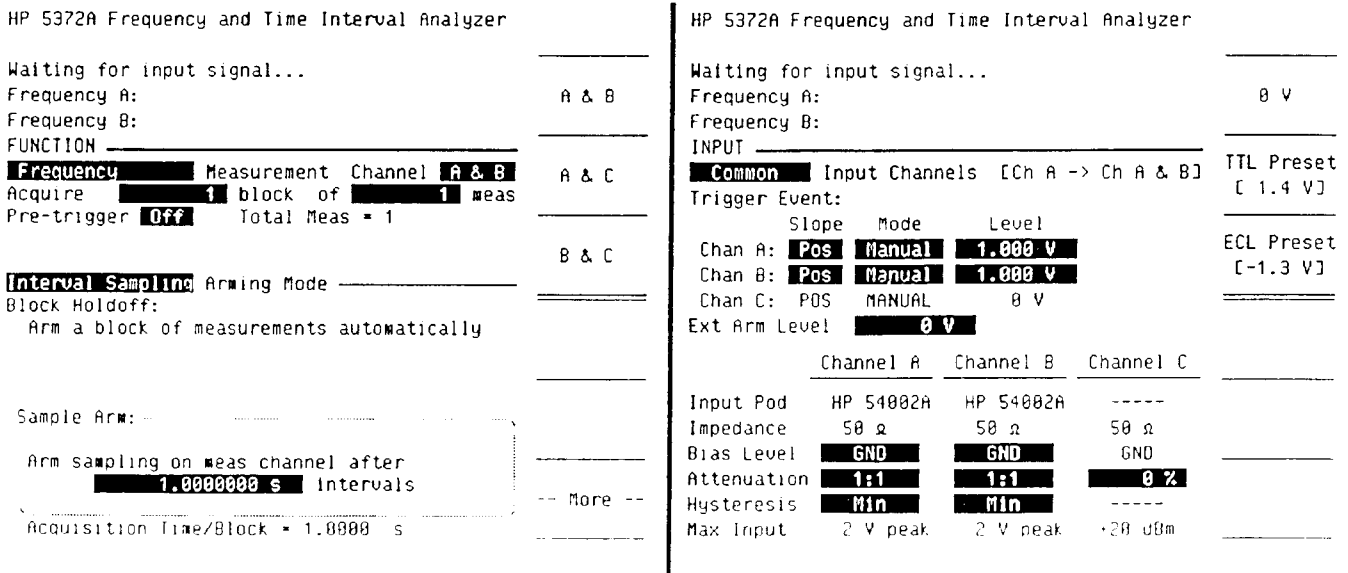 HP 5372A Frequency and Time Interval Analyzer
Waiting for input signal...
Frequency A:
Frequency B:
FUNCTION
Frequency Measurement Channel A & B
Acquire 1 block of 1 meas
Pre-trigger Off Total Meas = 1
Interval Sampling Arming Mode
Block Holdoff:
Arm a block of measurements automatically
Sample Arm:
Arm sampling on meas channel after
1.0000000 s intervals
Acquisition Time/Block = 1.0000 s
A & B
A & C
B & C
-- More --
HP 5372A Frequency and Time Interval Analyzer
Waiting for input signal...
Frequency A:
Frequency B:
INPUT
Common Input Channels [Ch A -> Ch A & B]
Trigger Event:
Slope Mode Level
Chan A: Pos Manual 1.000 V
Chan B: Pos Manual 1.000 V
Chan C: POS MANUAL 0 V
Ext Arm Level 0 V
Channel A Channel B Channel C
Input Pod HP 54002A HP 54002A -----
Impedance 50 Ω 50 Ω 50 Ω
Bias Level GND GND GND
Attenuation 1:1 1:1 0 %
Hysteresis Min Min -----
Max Input 2 V peak 2 V peak +20 dBm
0 V
TTL Preset
[ 1.4 V]
ECL Preset
[-1.3 V]